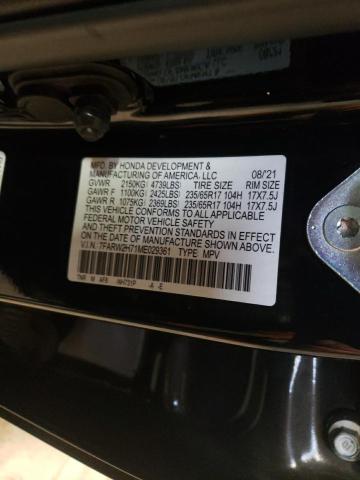 MFD. BY HONDA DEVELOPMENT & 08/'21
MANUFACTURING OF AMERICA, LLC
GVWR 2150KG( 4739LBS) TIRE SIZE RIM SIZE
GAWR F 1100KG( 2425LBS) 235/65R17 104H 17X7.5J
GAWR R 1075KG( 2369LBS) 235/65R17 104H 17X7.5J
THIS VEHICLE CONFORMS TO ALL APPLICABLE
FEDERAL MOTOR VEHICLE SAFETY
AND THEFT PREVENTION STANDARDS IN EFFECT
ON THE DATE OF MANUFACTURE SHOWN ABOVE.
V.I.N.: 7FARW2H71ME029361 TYPE: MPV
-A -E